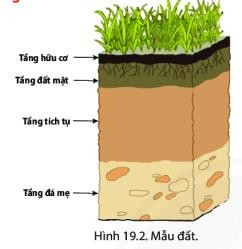 Tầng hữu cơ
Tầng đất mặt
Tầng tích tụ
Tầng đá mẹ
Hình 19.2. Mẫu đất.